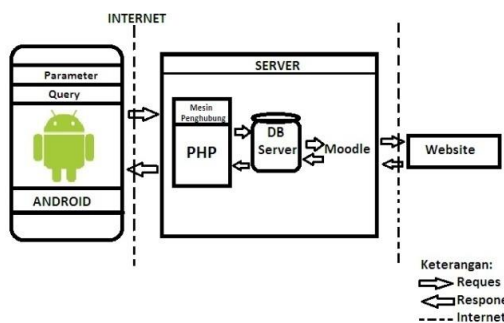 INTERNET
SERVER
Parameter
Query
ANDROID
Mesin
Penghubung
PHP
DB
Server
Moodle
Website
Keterangan:
Reques
Respone
Internet